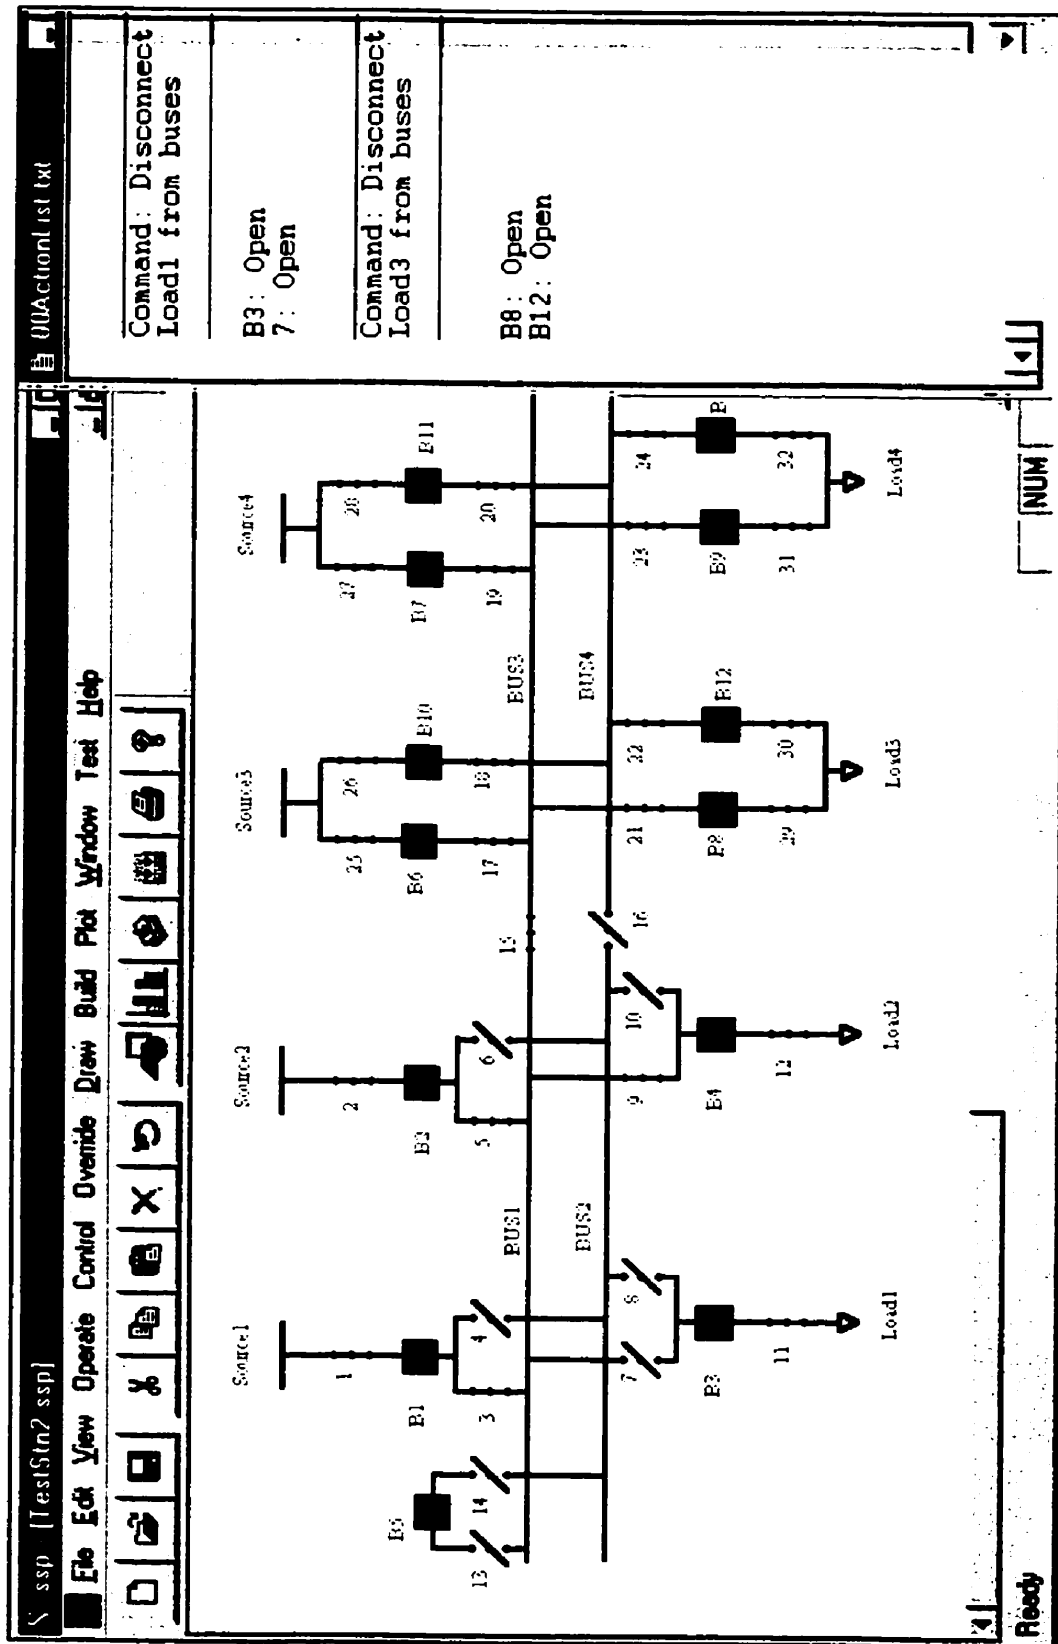 ssp - [TestStn2 ssp]
File Edit View Operate Control Override Draw Build Plot Window Test Help
00ActionList txt
Command: Disconnect
Load1 from buses
B3: Open
7: Open
Command: Disconnect
Load3 from buses
B8: Open
B12: Open
Source1
Source2
Source3
Source4
1
2
25
26
27
28
B5
B1
B2
B6
B10
B7
B11
13
14
3
4
5
6
17
18
19
20
BUS1
15
BUS3
BUS2
16
BUS4
7
8
9
10
21
22
23
24
B3
B4
B8
B12
B9
B
11
12
29
30
31
32
Load1
Load2
Load3
Load4
Ready
NUM